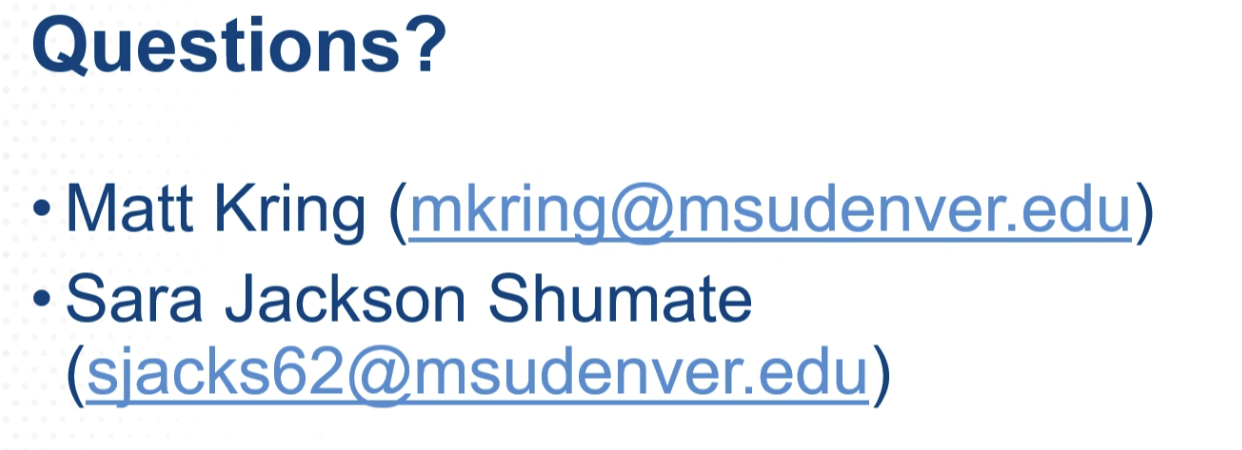 Questions?
• Matt Kring (mkring@msudenver.edu)
• Sara Jackson Shumate
(sjacks62@msudenver.edu)